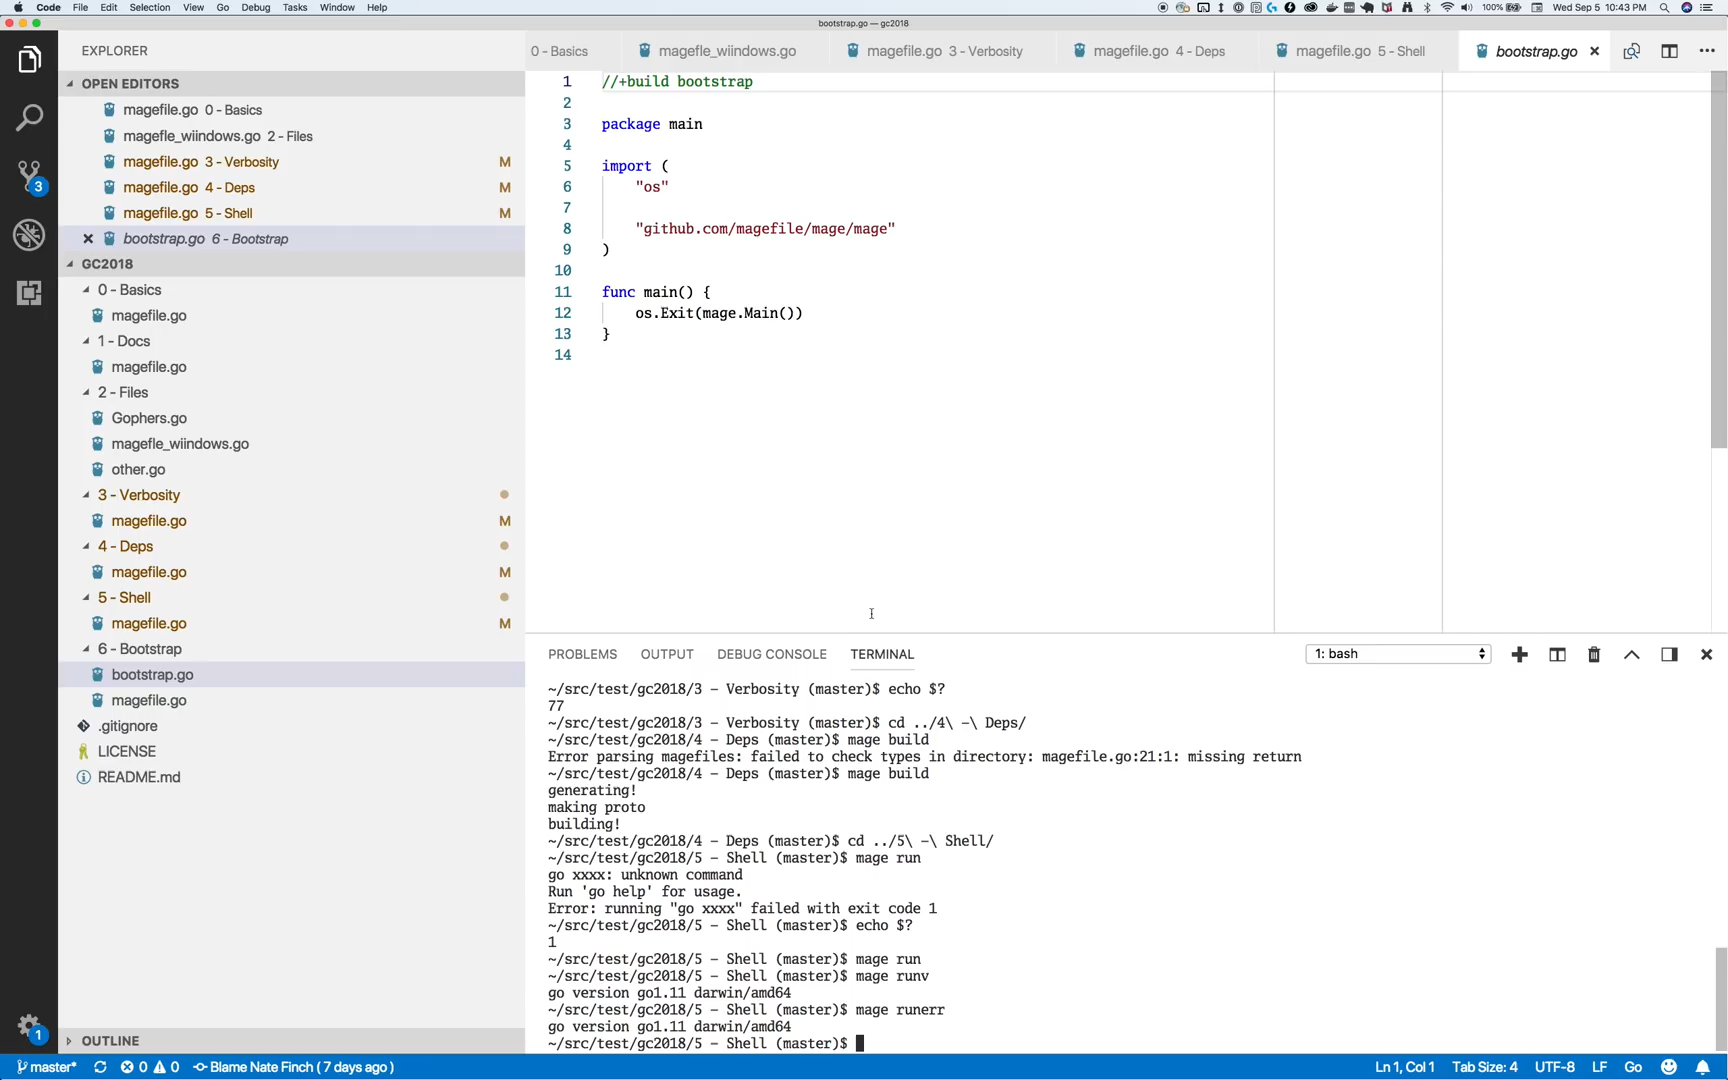 Code File Edit Selection View Go Debug Tasks Window Help
100% Wed Sep 5 10:43 PM
bootstrap.go — gc2018
EXPLORER
0 - Basics magefle_wiindows.go magefile.go 3 - Verbosity magefile.go 4 - Deps magefile.go 5 - Shell bootstrap.go
OPEN EDITORS
magefile.go 0 - Basics
magefle_wiindows.go 2 - Files
magefile.go 3 - Verbosity M
magefile.go 4 - Deps M
magefile.go 5 - Shell M
bootstrap.go 6 - Bootstrap
GC2018
0 - Basics
magefile.go
1 - Docs
magefile.go
2 - Files
Gophers.go
magefle_wiindows.go
other.go
3 - Verbosity
magefile.go M
4 - Deps
magefile.go M
5 - Shell
magefile.go M
6 - Bootstrap
bootstrap.go
magefile.go
.gitignore
LICENSE
README.md
OUTLINE
3
1
1 //+build bootstrap
2
3 package main
4
5 import (
6 "os"
7
8 "github.com/magefile/mage/mage"
9 )
10
11 func main() {
12 os.Exit(mage.Main())
13 }
14
PROBLEMS OUTPUT DEBUG CONSOLE TERMINAL 1: bash
~/src/test/gc2018/3 - Verbosity (master)$ echo $?
77
~/src/test/gc2018/3 - Verbosity (master)$ cd ../4\ -\ Deps/
~/src/test/gc2018/4 - Deps (master)$ mage build
Error parsing magefiles: failed to check types in directory: magefile.go:21:1: missing return
~/src/test/gc2018/4 - Deps (master)$ mage build
generating!
making proto
building!
~/src/test/gc2018/4 - Deps (master)$ cd ../5\ -\ Shell/
~/src/test/gc2018/5 - Shell (master)$ mage run
go xxxx: unknown command
Run 'go help' for usage.
Error: running "go xxxx" failed with exit code 1
~/src/test/gc2018/5 - Shell (master)$ echo $?
1
~/src/test/gc2018/5 - Shell (master)$ mage run
~/src/test/gc2018/5 - Shell (master)$ mage runv
go version go1.11 darwin/amd64
~/src/test/gc2018/5 - Shell (master)$ mage runerr
go version go1.11 darwin/amd64
~/src/test/gc2018/5 - Shell (master)$
master* 0 0 Blame Nate Finch ( 7 days ago ) Ln 1, Col 1 Tab Size: 4 UTF-8 LF Go